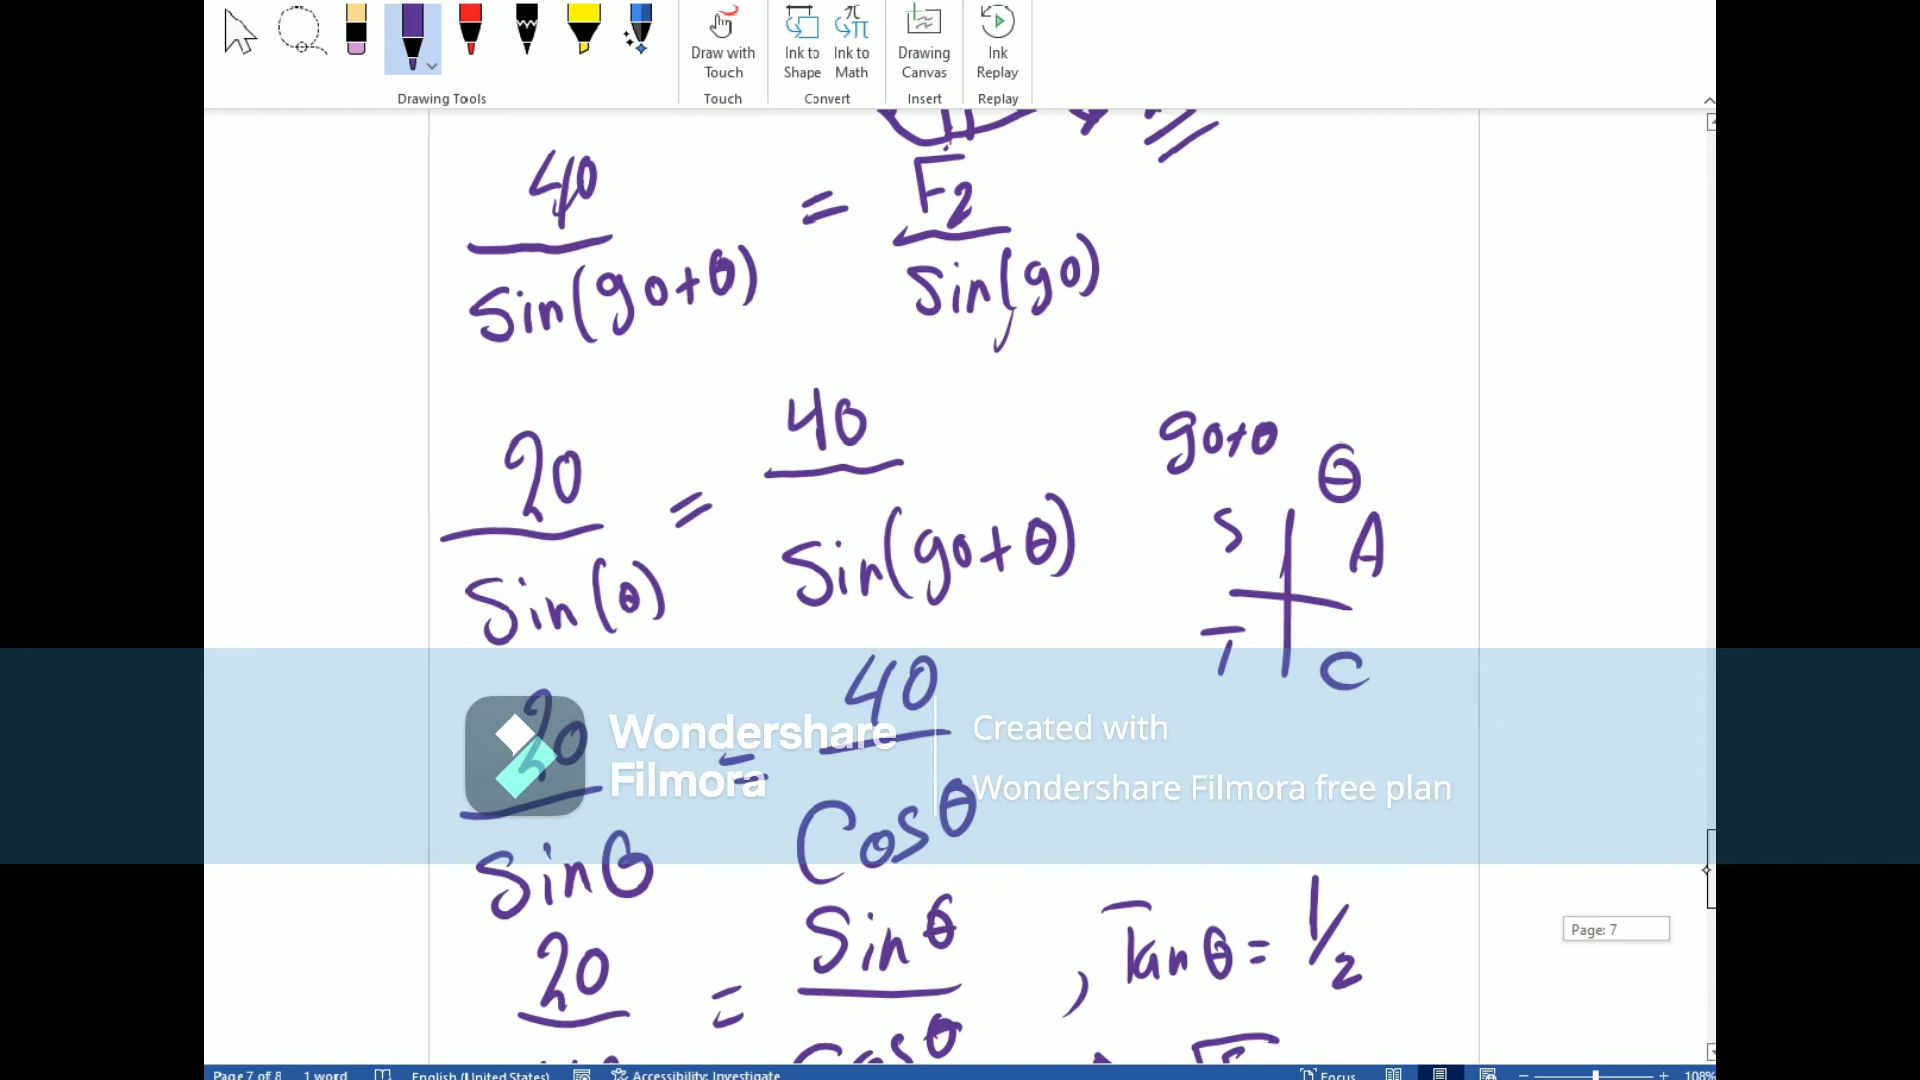 Draw with
Touch
Ink to
Shape
Ink to
Math
Drawing
Canvas
Ink
Replay
Drawing Tools
Touch
Convert
Insert
Replay
40 = F2
Sin(90+θ) Sin(90)
20 = 40
Sin(θ) Sin(90+θ)
90+θ θ
S A
T C
20 = 40
Sinθ Cosθ
Wondershare
Filmora
Created with
Wondershare Filmora free plan
20 = Sinθ , Tanθ = 1/2
Cosθ
Page: 7
Page 7 of 8 1 word English (United States) Accessibility: Investigate Focus 108%